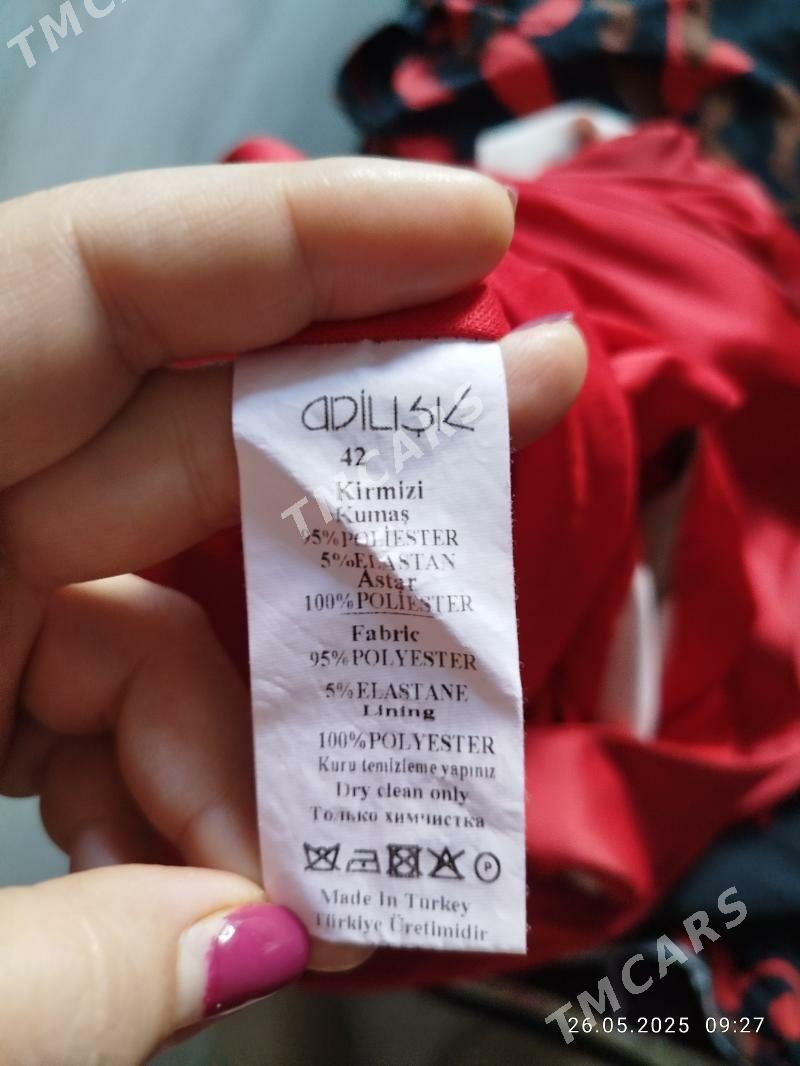 TMCARS
ADİLIŞIK
42
Kirmizi
Kumaş
95%POLİESTER
5%ELASTAN
Astar
100%POLİESTER
Fabric
95%POLYESTER
5%ELASTANE
Lining
100%POLYESTER
Kuru temizleme yapınız
Dry clean only
Только химчистка
P
Made In Turkey
Türkiye Üretimidir
TMCARS
TMCARS
26.05.2025 09:27